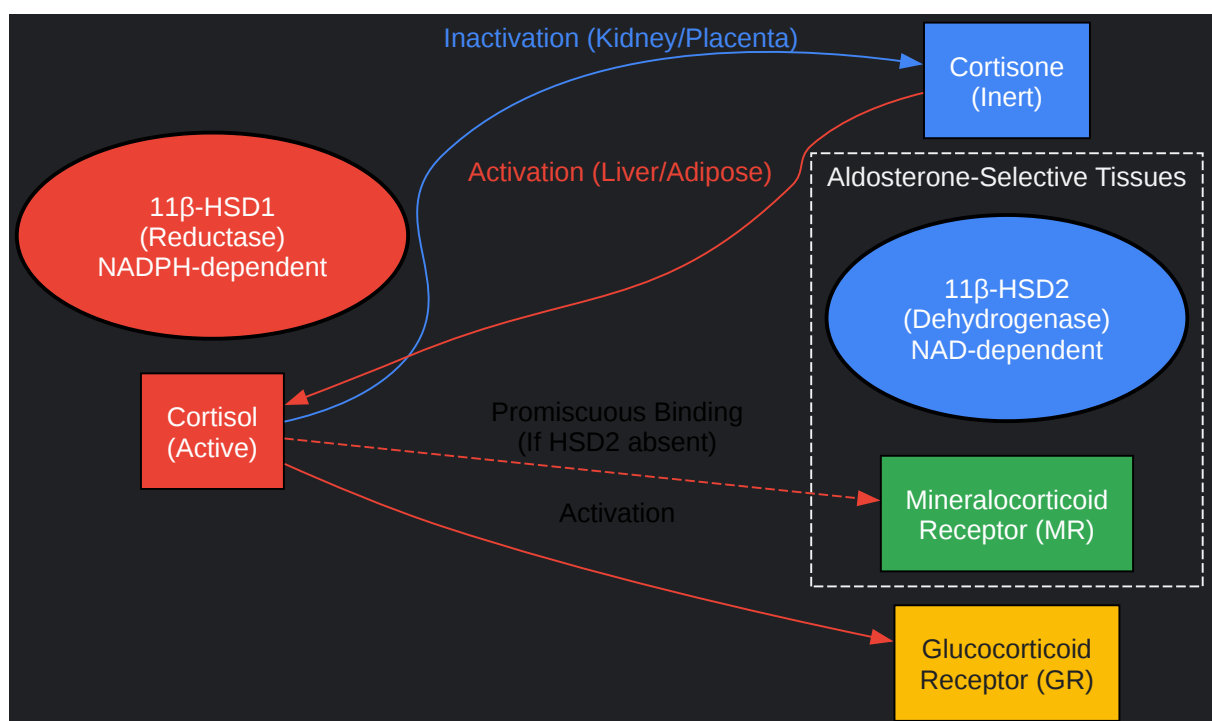 Inactivation (Kidney/Placenta)
Cortisone
(Inert)
Activation (Liver/Adipose)
Aldosterone-Selective Tissues
11β-HSD1
(Reductase)
NADPH-dependent
11β-HSD2
(Dehydrogenase)
NAD-dependent
Cortisol
(Active)
Promiscuous Binding
(If HSD2 absent)
Mineralocorticoid
Receptor (MR)
Activation
Glucocorticoid
Receptor (GR)